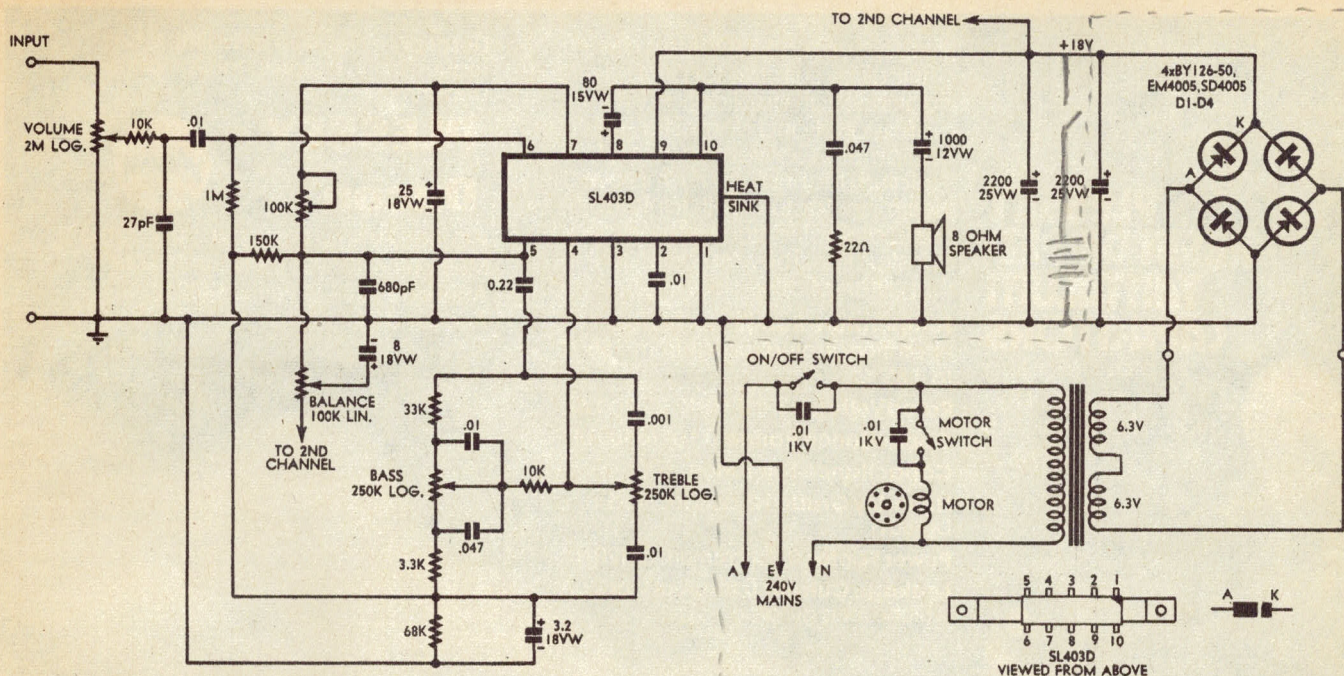 TO 2ND CHANNEL
INPUT
+18V
4xBY126-50,
EM4005,SD4005
D1-D4
80
15VW
- +
K
VOLUME
2M LOG.
10K
.01
6 7 8 9 10
.047
+
-
1000
12VW
A
1M
100K
25
18VW
+
-
SL403D
HEAT
SINK
2200
25VW
+
-
2200
25VW
+
-
27pF
150K
5 4 3 2 1
22Ω
8 OHM
SPEAKER
680pF
0.22
.01
-
8
18VW
+
BALANCE
100K LIN.
TO 2ND
CHANNEL
33K
.01
.001
BASS
250K LOG.
10K
TREBLE
250K LOG.
.047
3.3K
.01
68K
+
3.2
18VW
-
ON/OFF SWITCH
.01
1KV
.01
1KV
MOTOR
SWITCH
MOTOR
6.3V
6.3V
A E N
240V
MAINS
5 4 3 2 1
6 7 8 9 10
SL403D
VIEWED FROM ABOVE
A K